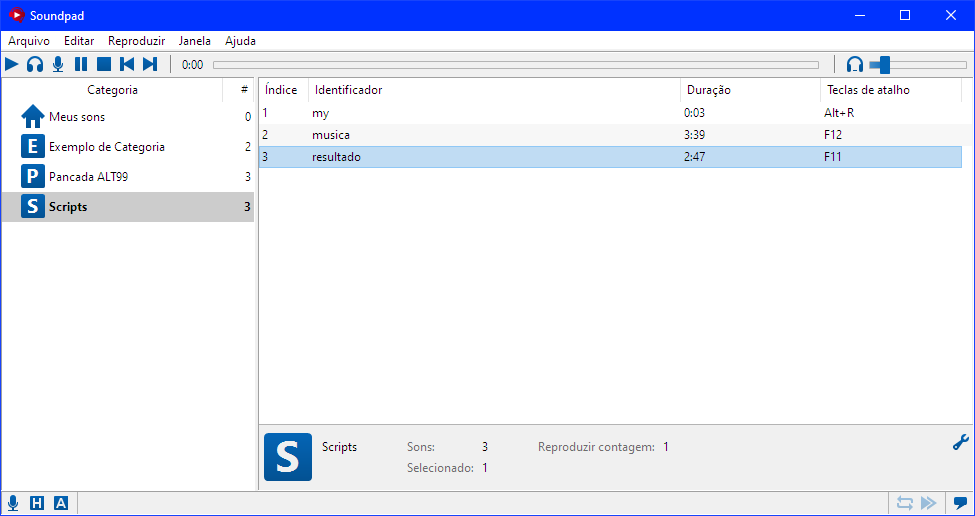 Soundpad
Arquivo Editar Reproduzir Janela Ajuda
0:00
Categoria #
Meus sons 0
E Exemplo de Categoria 2
P Pancada ALT99 3
S Scripts 3
Índice Identificador Duração Teclas de atalho
1 my 0:03 Alt+R
2 musica 3:39 F12
3 resultado 2:47 F11
S Scripts Sons: 3 Reproduzir contagem: 1
Selecionado: 1
H A